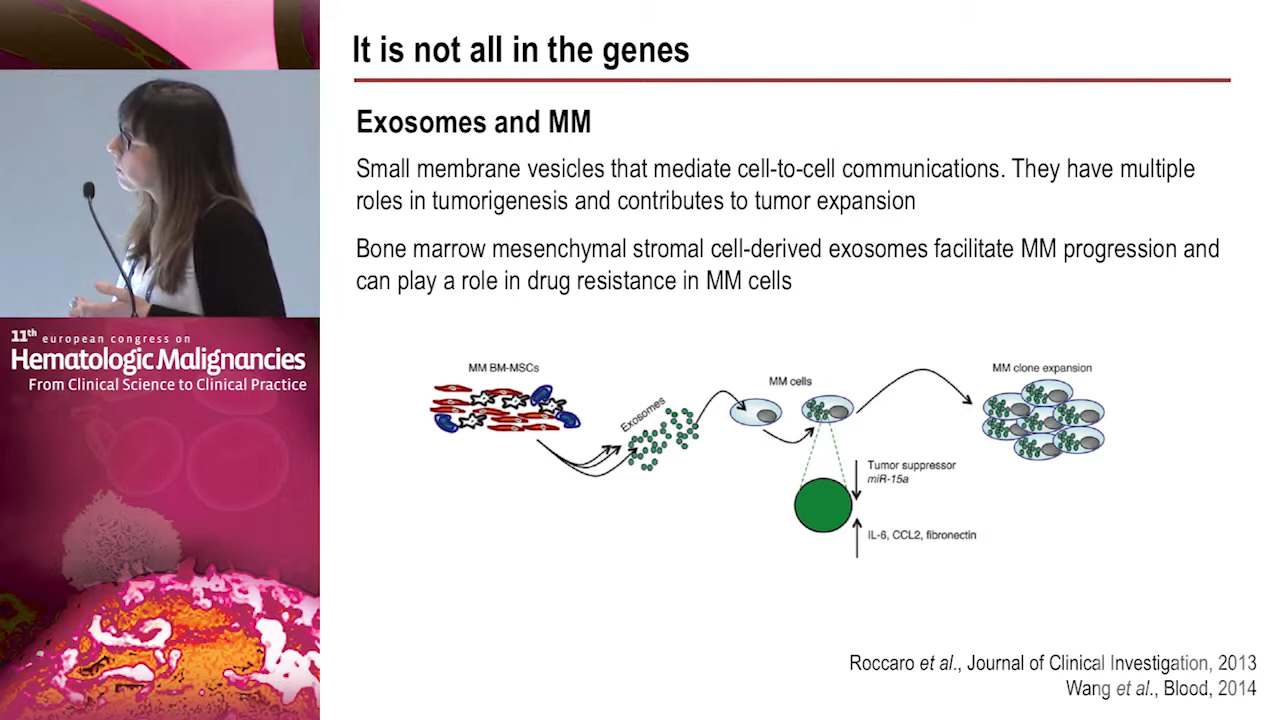 It is not all in the genes
Exosomes and MM
Small membrane vesicles that mediate cell-to-cell communications. They have multiple
roles in tumorigenesis and contributes to tumor expansion
Bone marrow mesenchymal stromal cell-derived exosomes facilitate MM progression and
can play a role in drug resistance in MM cells
MM BM-MSCs
Exosomes
MM cells
MM clone expansion
Tumor suppressor
miR-15a
IL-6, CCL2, fibronectin
Roccaro et al., Journal of Clinical Investigation, 2013
Wang et al., Blood, 2014
11th european congress on
Hematologic Malignancies
From Clinical Science to Clinical Practice